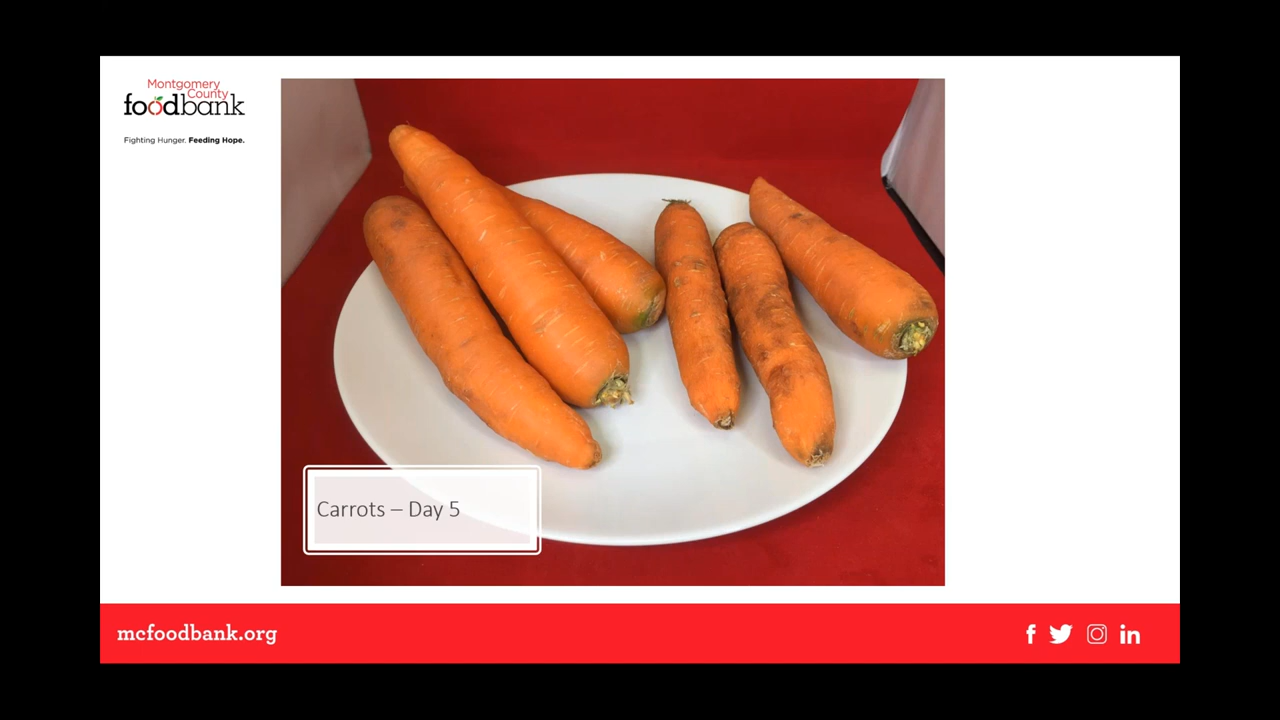 Montgomery
County
foodbank
Fighting Hunger. Feeding Hope.
Carrots – Day 5
mcfoodbank.org